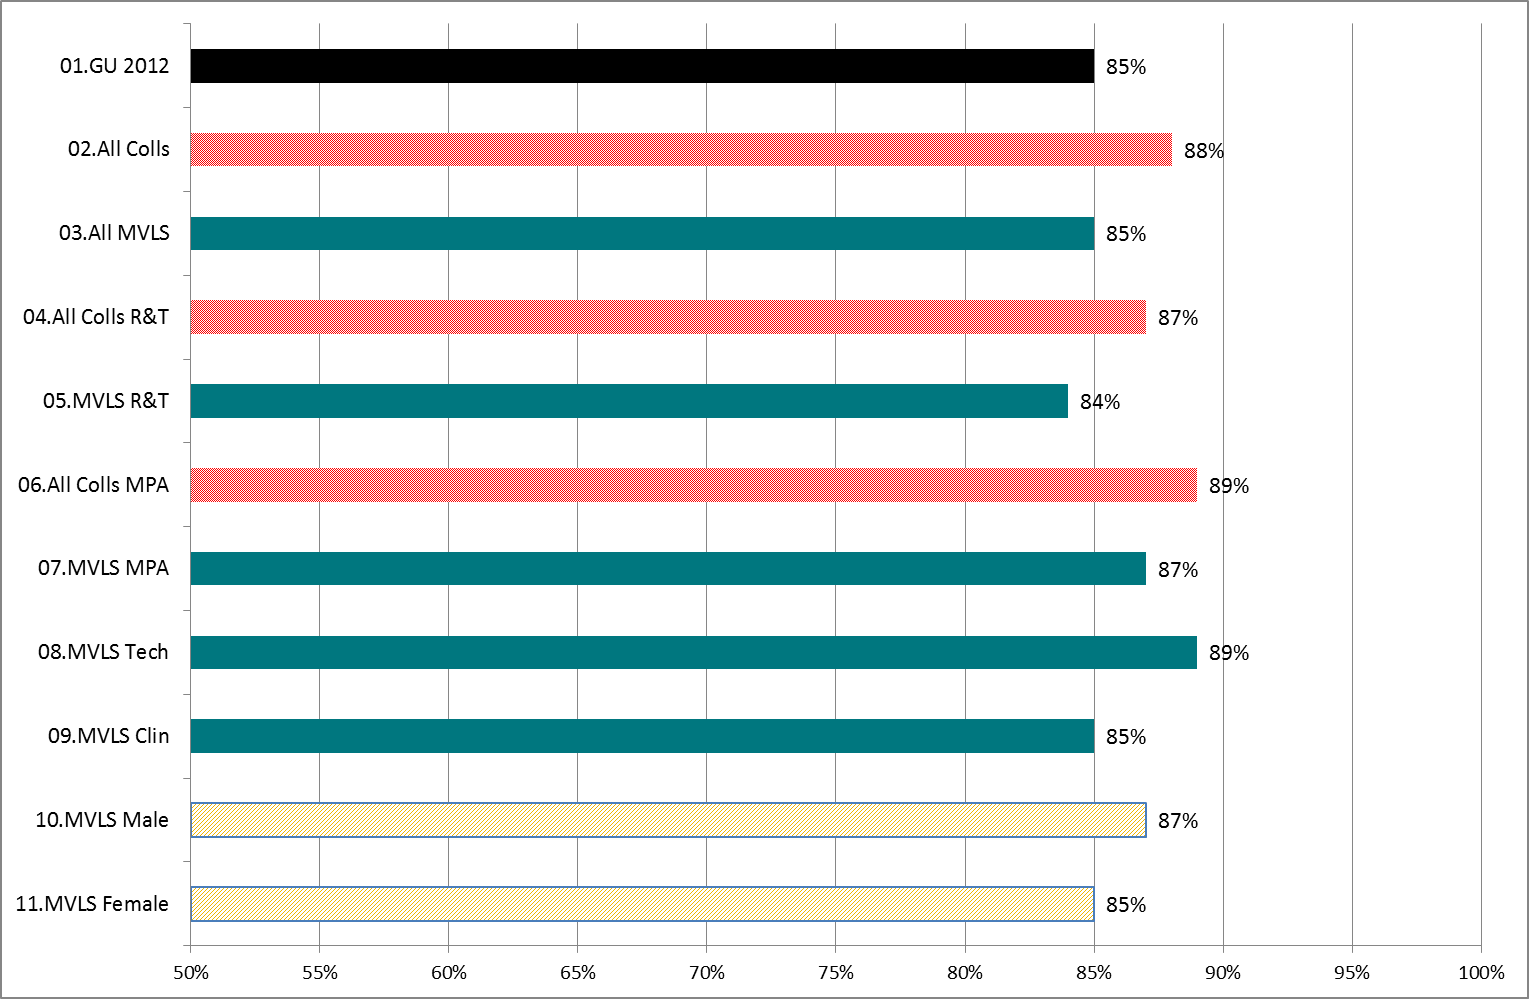 01.GU 2012
85%
02.All Colls
88%
03.All MVLS
85%
04.All Colls R&T
87%
05.MVLS R&T
84%
06.All Colls MPA
89%
07.MVLS MPA
87%
08.MVLS Tech
89%
09.MVLS Clin
85%
10.MVLS Male
87%
11.MVLS Female
85%
50% 55% 60% 65% 70% 75% 80% 85% 90% 95% 100%